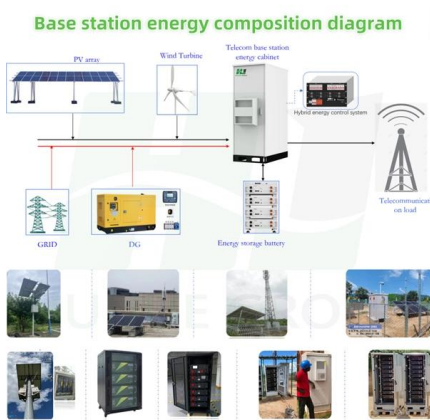 Base station energy composition diagram
PV array
Wind Turbine
Telecom base station
energy cabinet
Hybrid energy control system
GRID
DG
Energy storage battery
Telecommunicati
on load